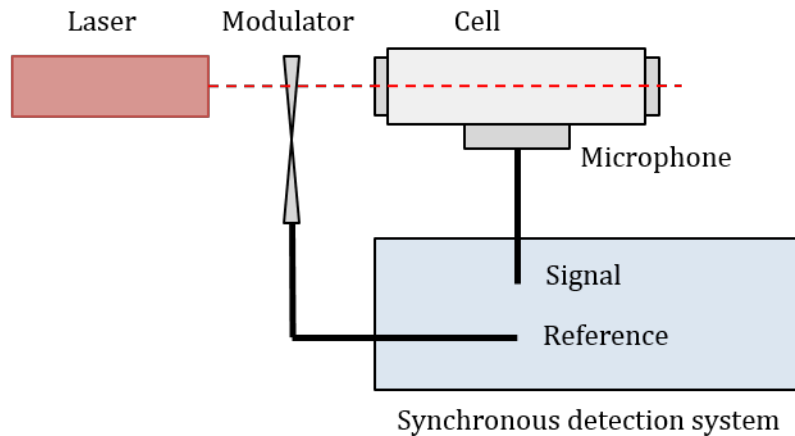 Laser
Modulator
Cell
Microphone
Signal
Reference
Synchronous detection system